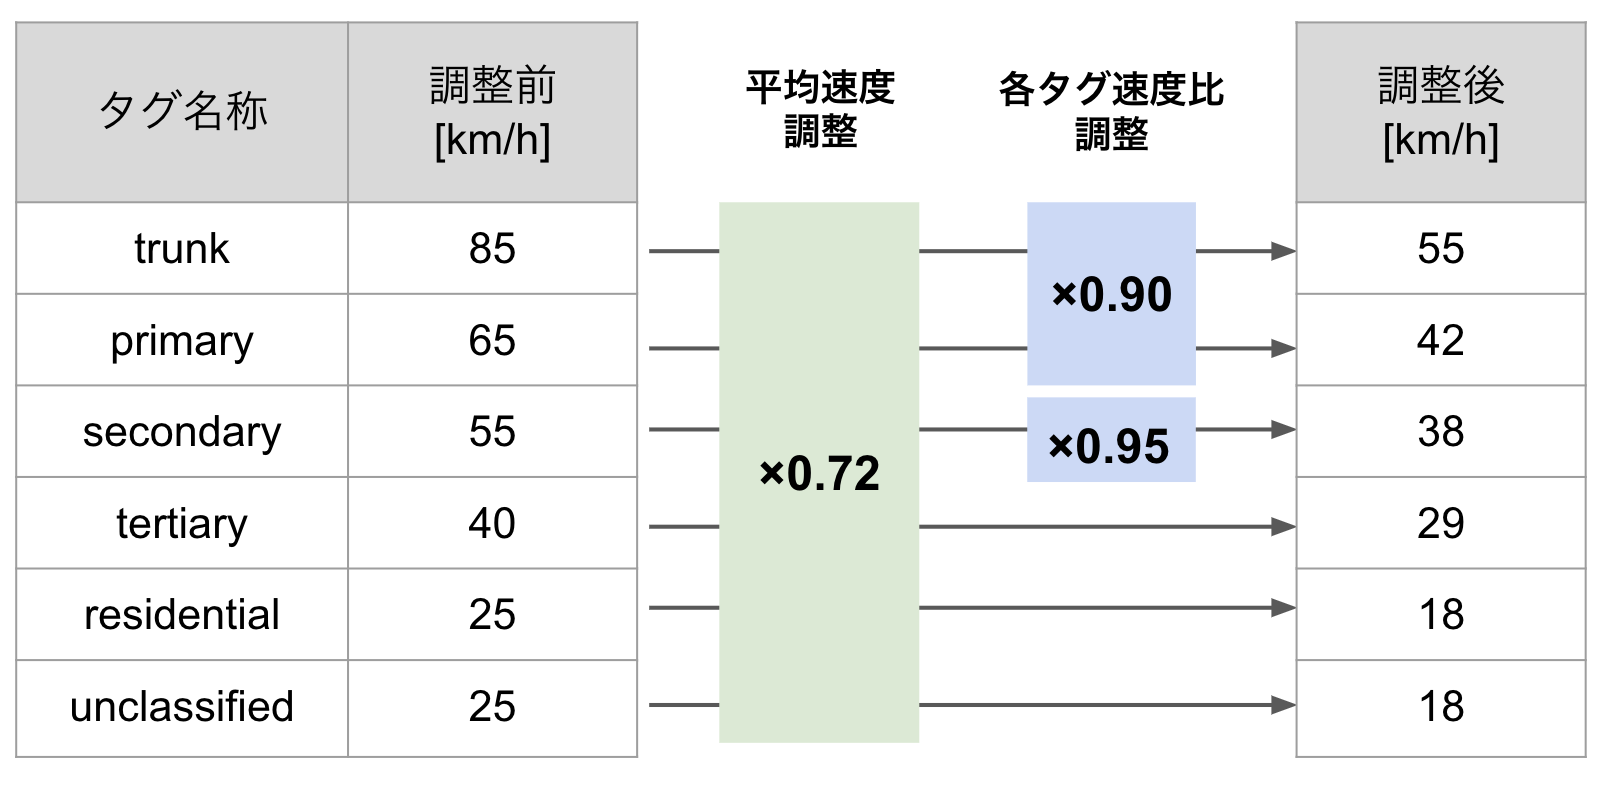 タグ名称
調整前
[km/h]
平均速度
調整
各タグ速度比
調整
調整後
[km/h]
trunk
85
55
primary
65
×0.90
42
secondary
55
×0.95
38
×0.72
tertiary
40
29
residential
25
18
unclassified
25
18